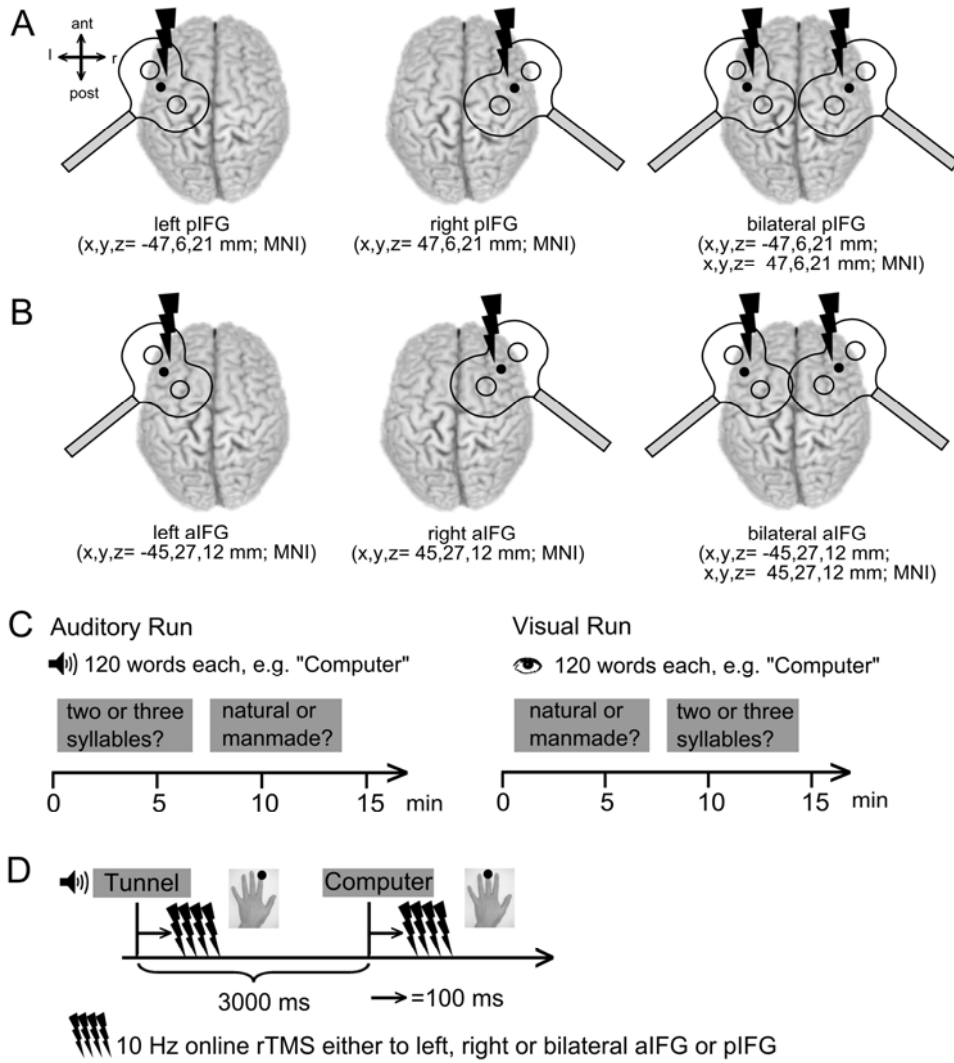 A
ant
l
r
post
left pIFG
(x,y,z= -47,6,21 mm; MNI)
right pIFG
(x,y,z= 47,6,21 mm; MNI)
bilateral pIFG
(x,y,z= -47,6,21 mm;
x,y,z= 47,6,21 mm; MNI)
B
left aIFG
(x,y,z= -45,27,12 mm; MNI)
right aIFG
(x,y,z= 45,27,12 mm; MNI)
bilateral aIFG
(x,y,z= -45,27,12 mm;
x,y,z= 45,27,12 mm; MNI)
C
Auditory Run
120 words each, e.g. "Computer"
two or three
syllables?
natural or
manmade?
0 5 10 15 min
Visual Run
120 words each, e.g. "Computer"
natural or
manmade?
two or three
syllables?
0 5 10 15 min
D
Tunnel
Computer
3000 ms
=100 ms
10 Hz online rTMS either to left, right or bilateral aIFG or pIFG